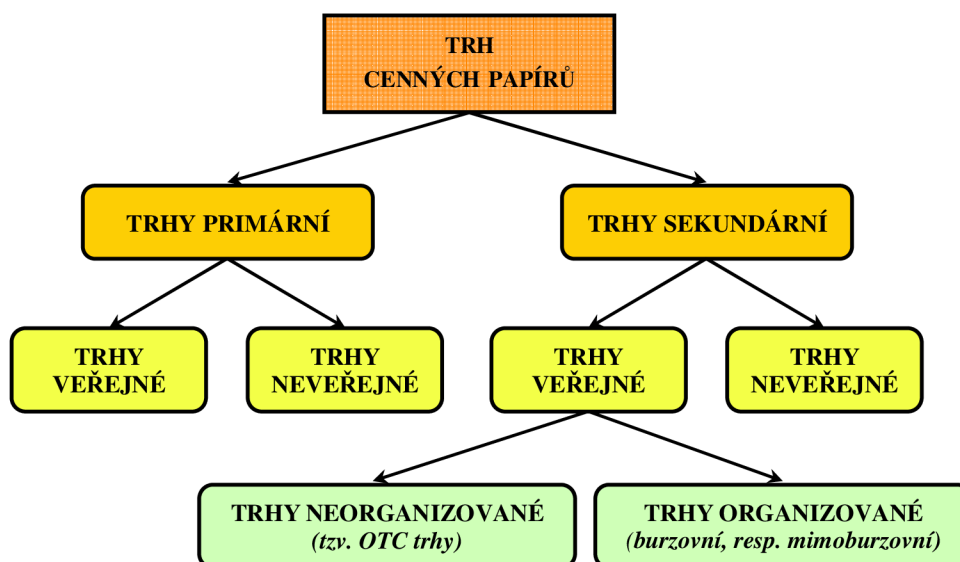 TRH
CENNÝCH PAPÍRŮ
TRHY PRIMÁRNÍ
TRHY SEKUNDÁRNÍ
TRHY
VEŘEJNÉ
TRHY
NEVEŘEJNÉ
TRHY
VEŘEJNÉ
TRHY
NEVEŘEJNÉ
TRHY NEORGANIZOVANÉ
(tzv. OTC trhy)
TRHY ORGANIZOVANÉ
(burzovní, resp. mimoburzovní)